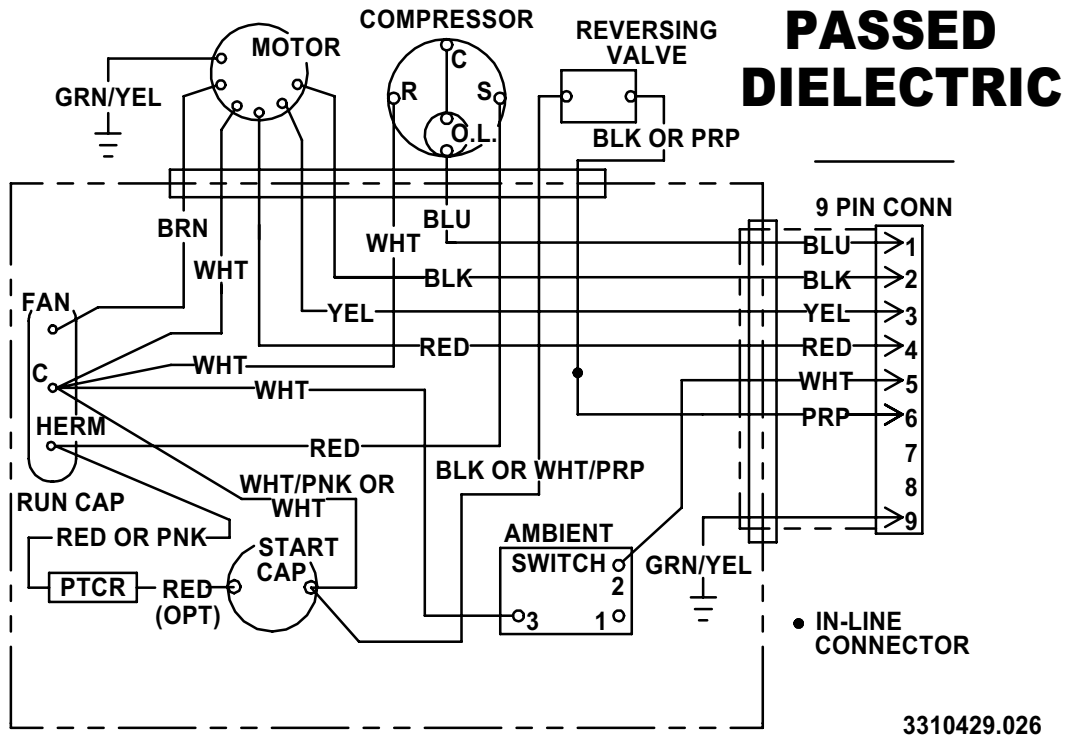 COMPRESSOR
MOTOR
REVERSING
VALVE
PASSED
DIELECTRIC
GRN/YEL
C
R
S
O.L.
BLK OR PRP
9 PIN CONN
BRN
BLU
WHT
WHT
BLU
1
BLK
BLK
2
FAN
YEL
YEL
3
RED
RED
4
WHT
C
WHT
WHT
5
PRP
6
HERM
RED
7
BLK OR WHT/PRP
WHT/PNK OR
WHT
8
RUN CAP
9
RED OR PNK
START
CAP
AMBIENT
SWITCH
2
GRN/YEL
PTCR
RED
(OPT)
3
1
IN-LINE
CONNECTOR
3310429.026